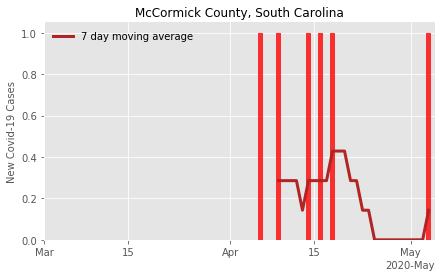 McCormick County, South Carolina
7 day moving average
New Covid-19 Cases
1.0
0.8
0.6
0.4
0.2
0.0
Mar
15
Apr
15
May
2020-May